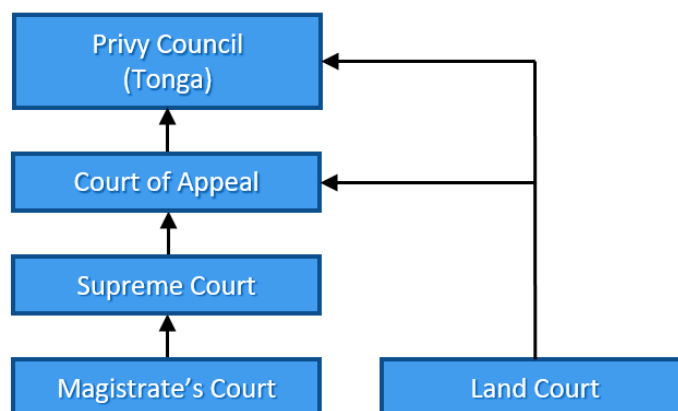 Privy Council
(Tonga)
Court of Appeal
Supreme Court
Magistrate’s Court
Land Court